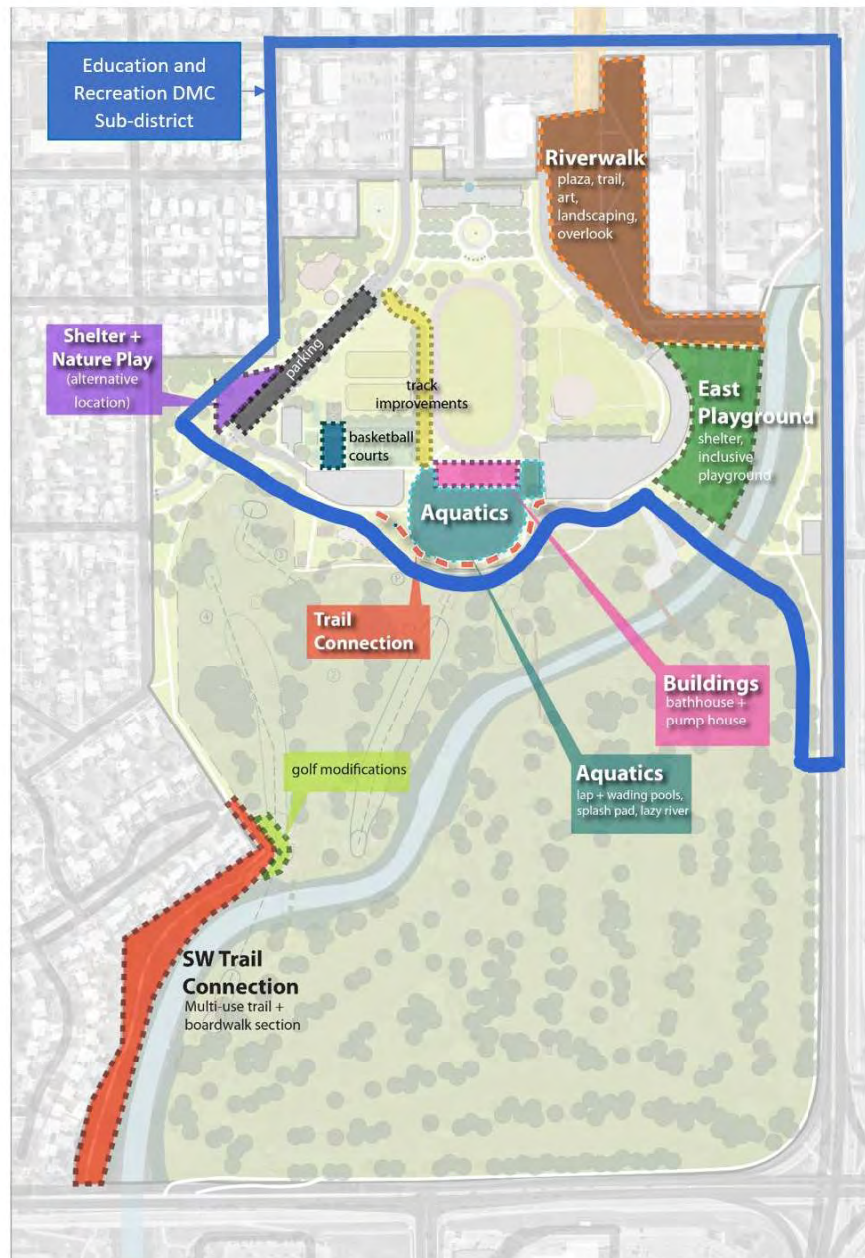 Education and
Recreation DMC
Sub-district
Riverwalk
plaza, trail,
art,
landscaping,
overlook
Shelter +
Nature Play
(alternative
location)
parking
track
improvements
basketball
courts
East
Playground
shelter,
inclusive
playground
Aquatics
Trail
Connection
Buildings
bathhouse +
pump house
golf modifications
Aquatics
lap + wading pools,
splash pad, lazy river
SW Trail
Connection
Multi-use trail +
boardwalk section